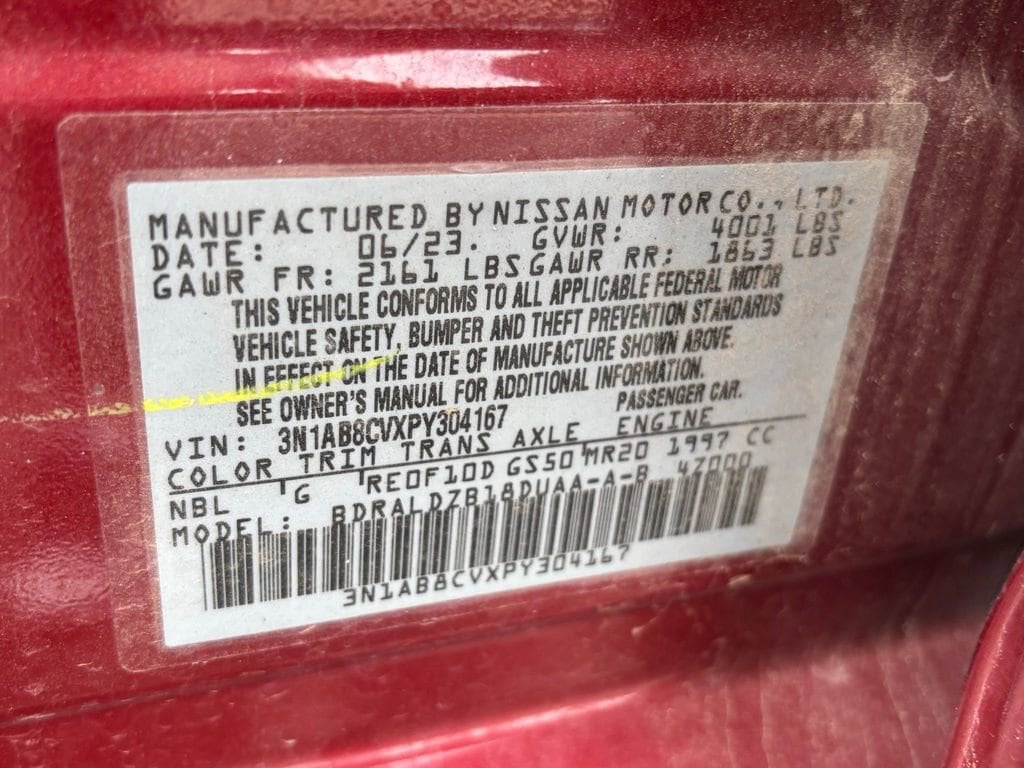 MANUFACTURED BY NISSAN MOTOR CO., LTD.
DATE: 06/23. GVWR: 4001 LBS
GAWR FR: 2161 LBS GAWR RR: 1863 LBS
THIS VEHICLE CONFORMS TO ALL APPLICABLE FEDERAL MOTOR
VEHICLE SAFETY, BUMPER AND THEFT PREVENTION STANDARDS
IN EFFECT ON THE DATE OF MANUFACTURE SHOWN ABOVE.
SEE OWNER'S MANUAL FOR ADDITIONAL INFORMATION.
VIN: 3N1AB8CVXPY304167 PASSENGER CAR.
COLOR TRIM TRANS AXLE ENGINE
NBL G RE0F10D GS50 MR20 1997 CC
MODEL: BDRALDZB18DUAA-A-B 47000
3N1AB8CVXPY304167